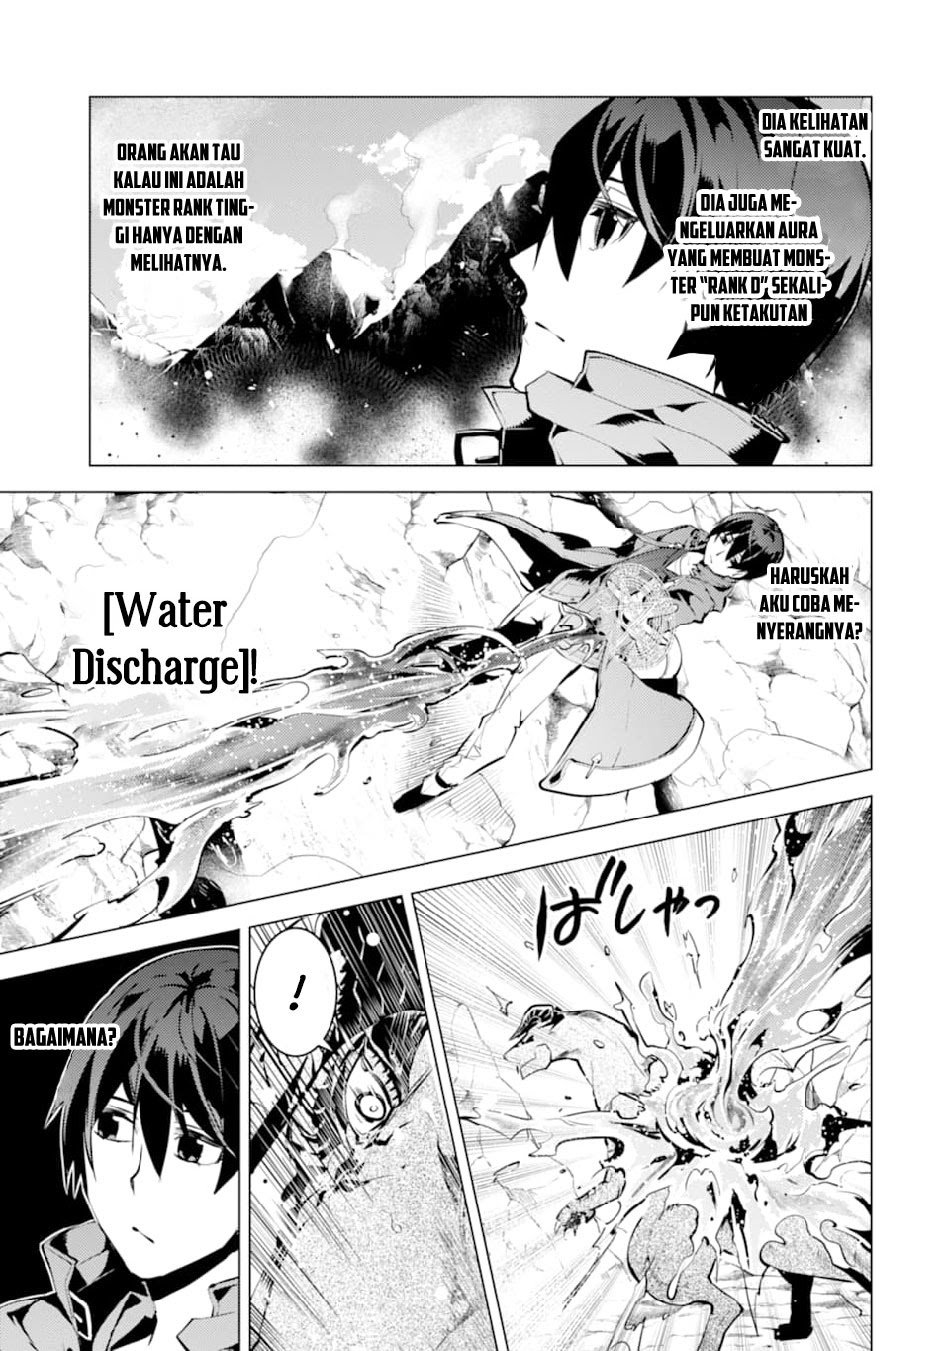 DIA KELIHATAN
SANGAT KUAT.
DIA JUGA ME-
NGELUARKAN AURA
YANG MEMBUAT MONS-
TER "RANK D", SEKALI-
PUN KETAKUTAN
ORANG AKAN TAU
KALAU INI ADALAH
MONSTER RANK TING-
GI HANYA DENGAN
MELIHATNYA.
HARUSKAH
AKU COBA ME-
NYERANGNYA?
[Water
Discharge]!
ばしゃっ
!
BAGAIMANA?